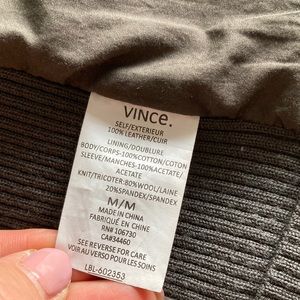 VINCE.
SELF/EXTERIEUR
100% LEATHER/CUIR
LINING/DOUBLURE
BODY/CORPS-100%COTTON/COTON
SLEEVE/MANCHES-100%ACETATE/
ACETATE
KNIT/TRICOTER:80%WOOL/LAINE
20%SPANDEX/SPANDEX
M/M
MADE IN CHINA
FABRIQUÉ EN CHINE
RN# 106730
CA#34460
SEE REVERSE FOR CARE
VOIR AU VERSO POUR LES SOINS
LBL-602353